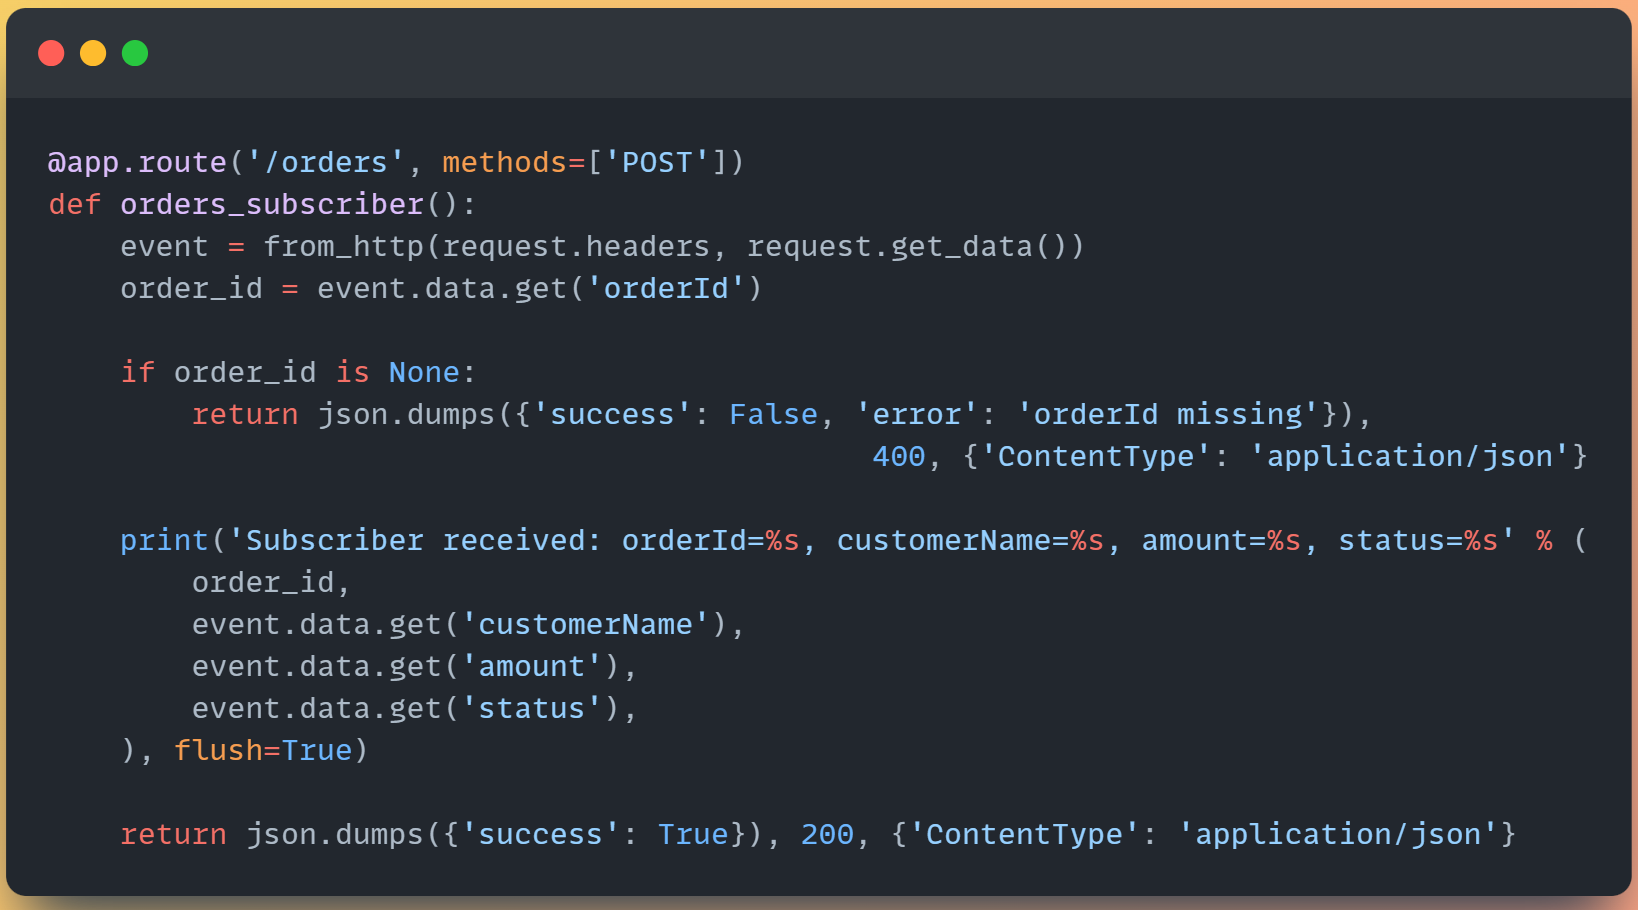 @app.route('/orders', methods=['POST'])
def orders_subscriber():
    event = from_http(request.headers, request.get_data())
    order_id = event.data.get('orderId')

    if order_id is None:
        return json.dumps({'success': False, 'error': 'orderId missing'}),
                                              400, {'ContentType': 'application/json'}

    print('Subscriber received: orderId=%s, customerName=%s, amount=%s, status=%s' % (
        order_id,
        event.data.get('customerName'),
        event.data.get('amount'),
        event.data.get('status'),
    ), flush=True)

    return json.dumps({'success': True}), 200, {'ContentType': 'application/json'}